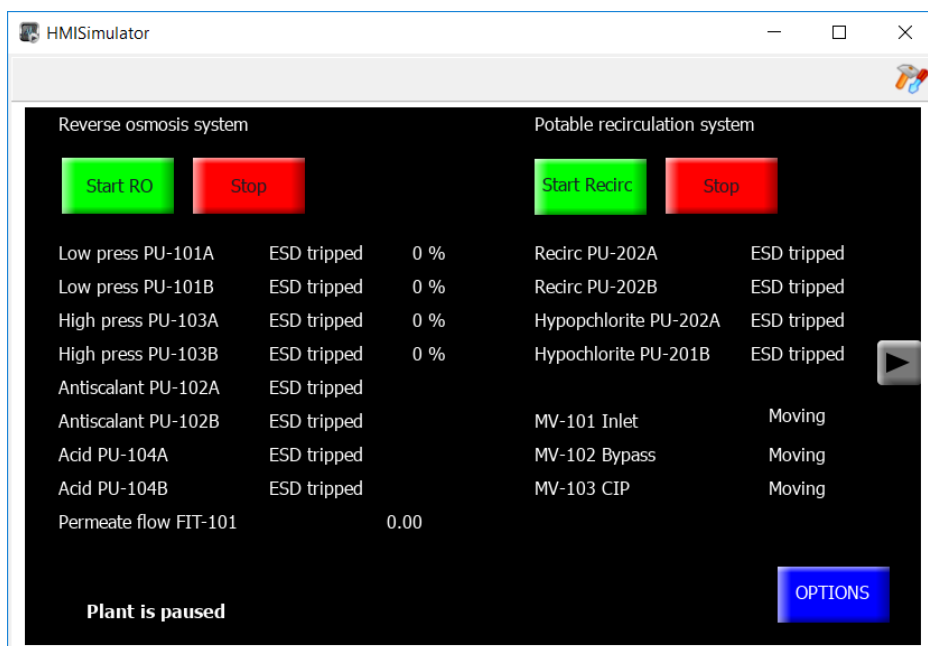 HMISimulator
Reverse osmosis system
Start RO Stop
Low press PU-101A ESD tripped 0 %
Low press PU-101B ESD tripped 0 %
High press PU-103A ESD tripped 0 %
High press PU-103B ESD tripped 0 %
Antiscalant PU-102A ESD tripped
Antiscalant PU-102B ESD tripped
Acid PU-104A ESD tripped
Acid PU-104B ESD tripped
Permeate flow FIT-101 0.00
Plant is paused
Potable recirculation system
Start Recirc Stop
Recirc PU-202A ESD tripped
Recirc PU-202B ESD tripped
Hypopchlorite PU-202A ESD tripped
Hypochlorite PU-201B ESD tripped
MV-101 Inlet Moving
MV-102 Bypass Moving
MV-103 CIP Moving
OPTIONS